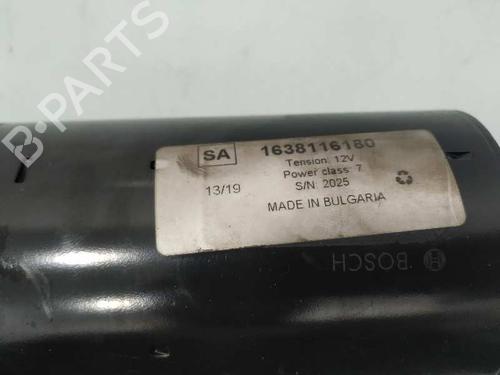 SA 1638116180
Tension: 12V
Power class: 7
13/19 S/N: 2025
MADE IN BULGARIA
BOSCH
B-PARTS